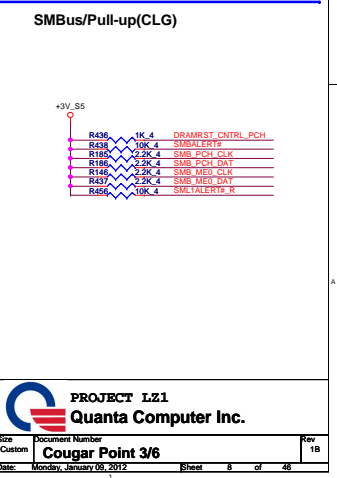 SMBus/Pull-up(CLG)
+3V_S5
R436 1K_4 DRAMRST_CNTRL_PCH
R438 10K_4 SMBALERT#
R185 2.2K_4 SMB_PCH_CLK
R186 2.2K_4 SMB_PCH_DAT
R146 2.2K_4 SMB_ME0_CLK
R437 2.2K_4 SMB_ME0_DAT
R456 10K_4 SML1ALERT#_R
A
PROJECT LZ1
Quanta Computer Inc.
Size Document Number Rev
Custom Cougar Point 3/6 1B
Date: Monday, January 09, 2012 Sheet 8 of 46
1